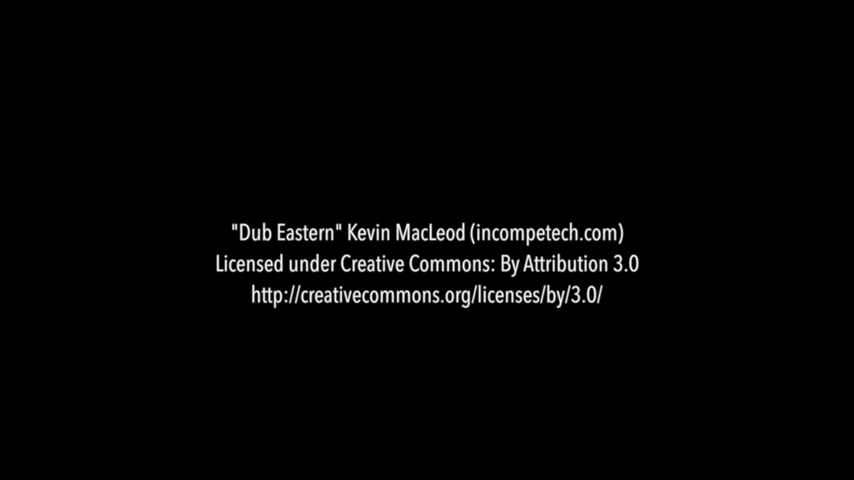 "Dub Eastern" Kevin MacLeod (incompetech.com)
Licensed under Creative Commons: By Attribution 3.0
http://creativecommons.org/licenses/by/3.0/